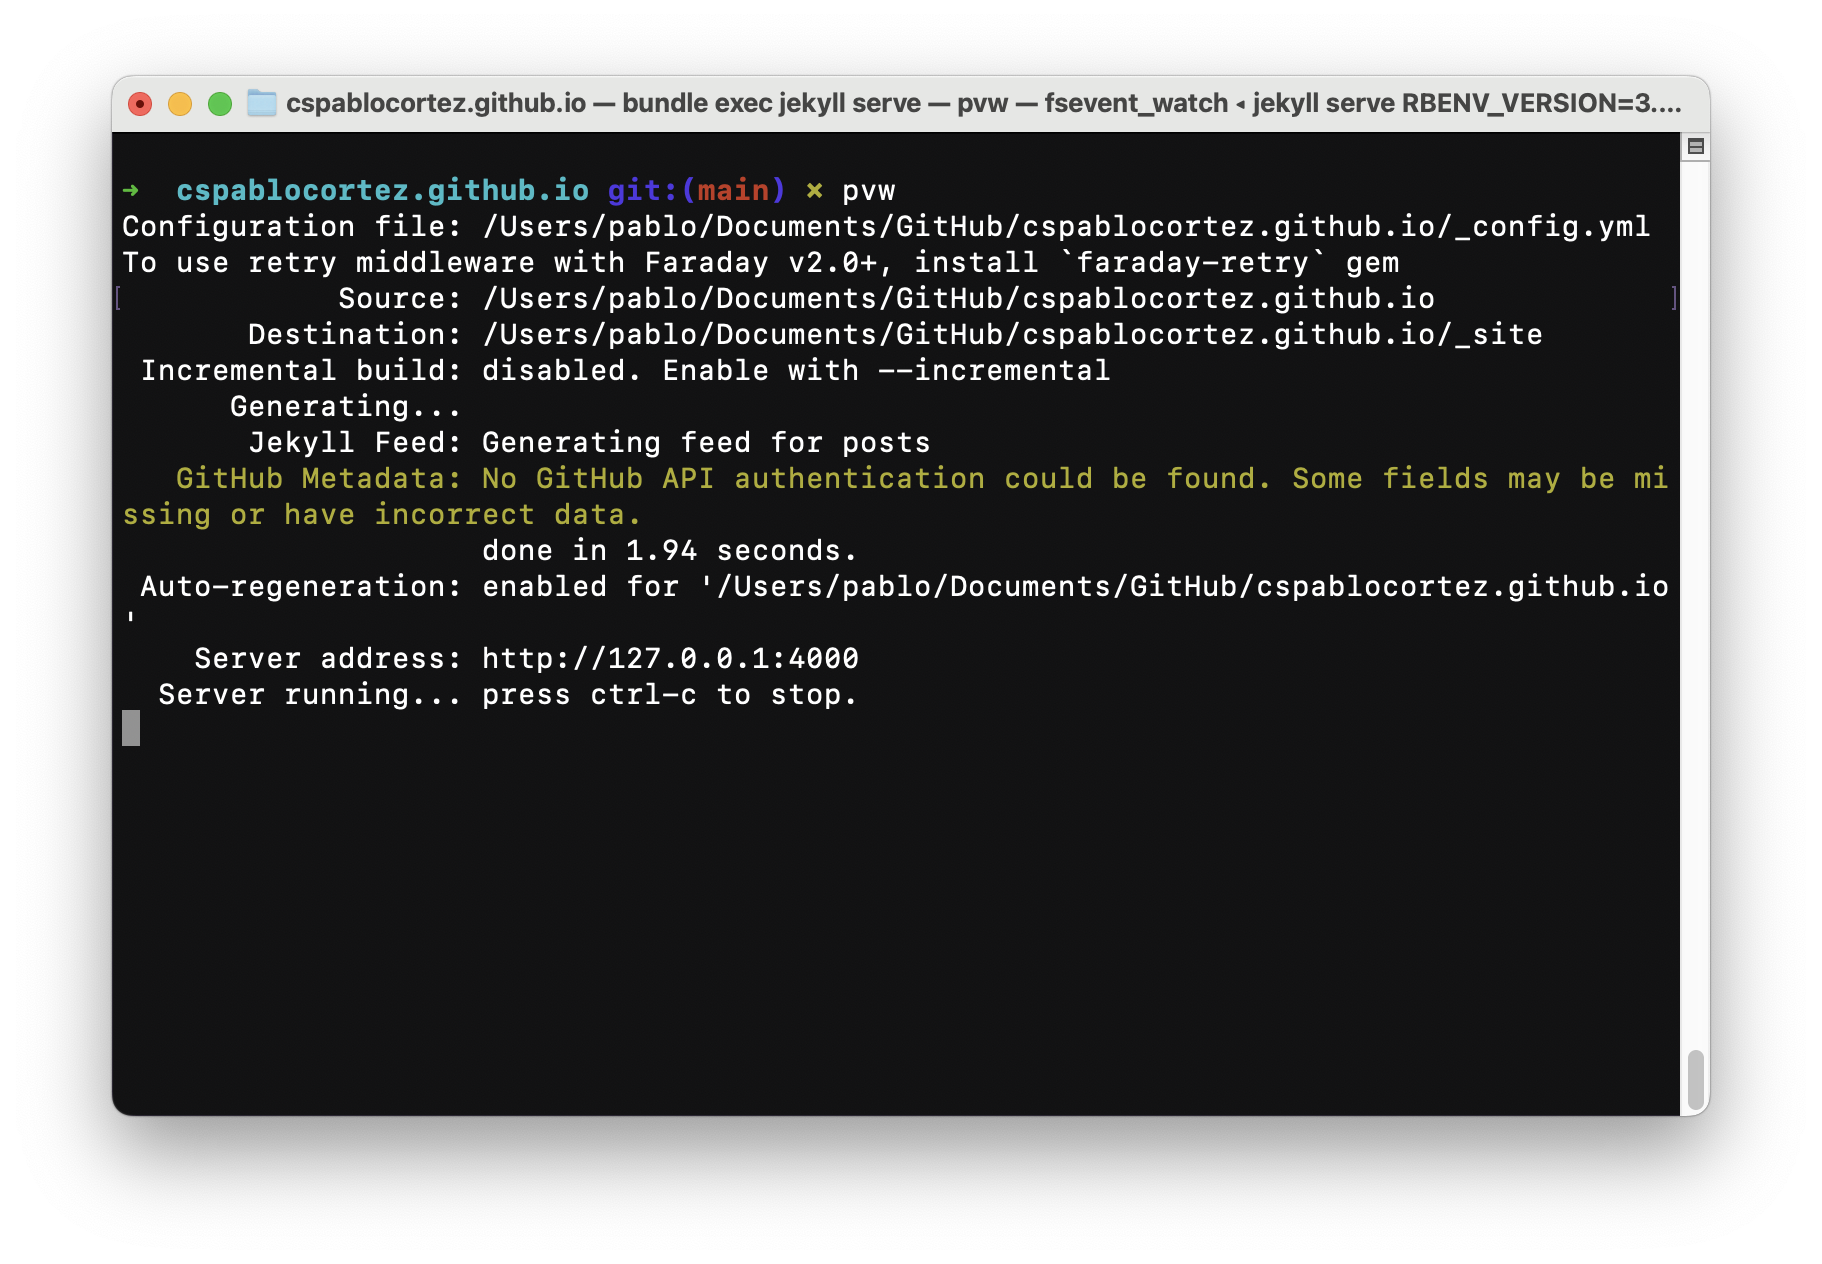 cspablocortez.github.io — bundle exec jekyll serve — pvw — fsevent_watch ◂ jekyll serve RBENV_VERSION=3....
➜  cspablocortez.github.io git:(main) ✗ pvw
Configuration file: /Users/pablo/Documents/GitHub/cspablocortez.github.io/_config.yml
To use retry middleware with Faraday v2.0+, install `faraday-retry` gem
[            Source: /Users/pablo/Documents/GitHub/cspablocortez.github.io             ]
       Destination: /Users/pablo/Documents/GitHub/cspablocortez.github.io/_site
 Incremental build: disabled. Enable with --incremental
      Generating...
       Jekyll Feed: Generating feed for posts
   GitHub Metadata: No GitHub API authentication could be found. Some fields may be mi
ssing or have incorrect data.
                    done in 1.94 seconds.
 Auto-regeneration: enabled for '/Users/pablo/Documents/GitHub/cspablocortez.github.io
'
    Server address: http://127.0.0.1:4000
  Server running... press ctrl-c to stop.